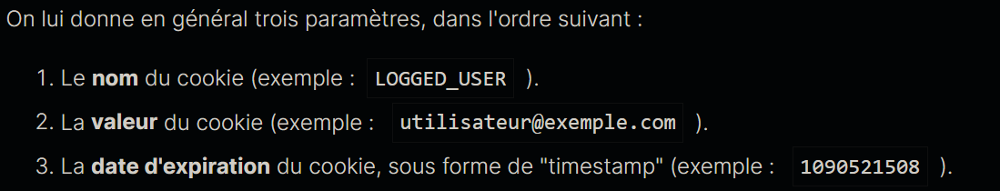 On lui donne en général trois paramètres, dans l'ordre suivant :
1. Le nom du cookie (exemple : LOGGED_USER ).
2. La valeur du cookie (exemple : utilisateur@exemple.com ).
3. La date d'expiration du cookie, sous forme de "timestamp" (exemple : 1090521508 ).